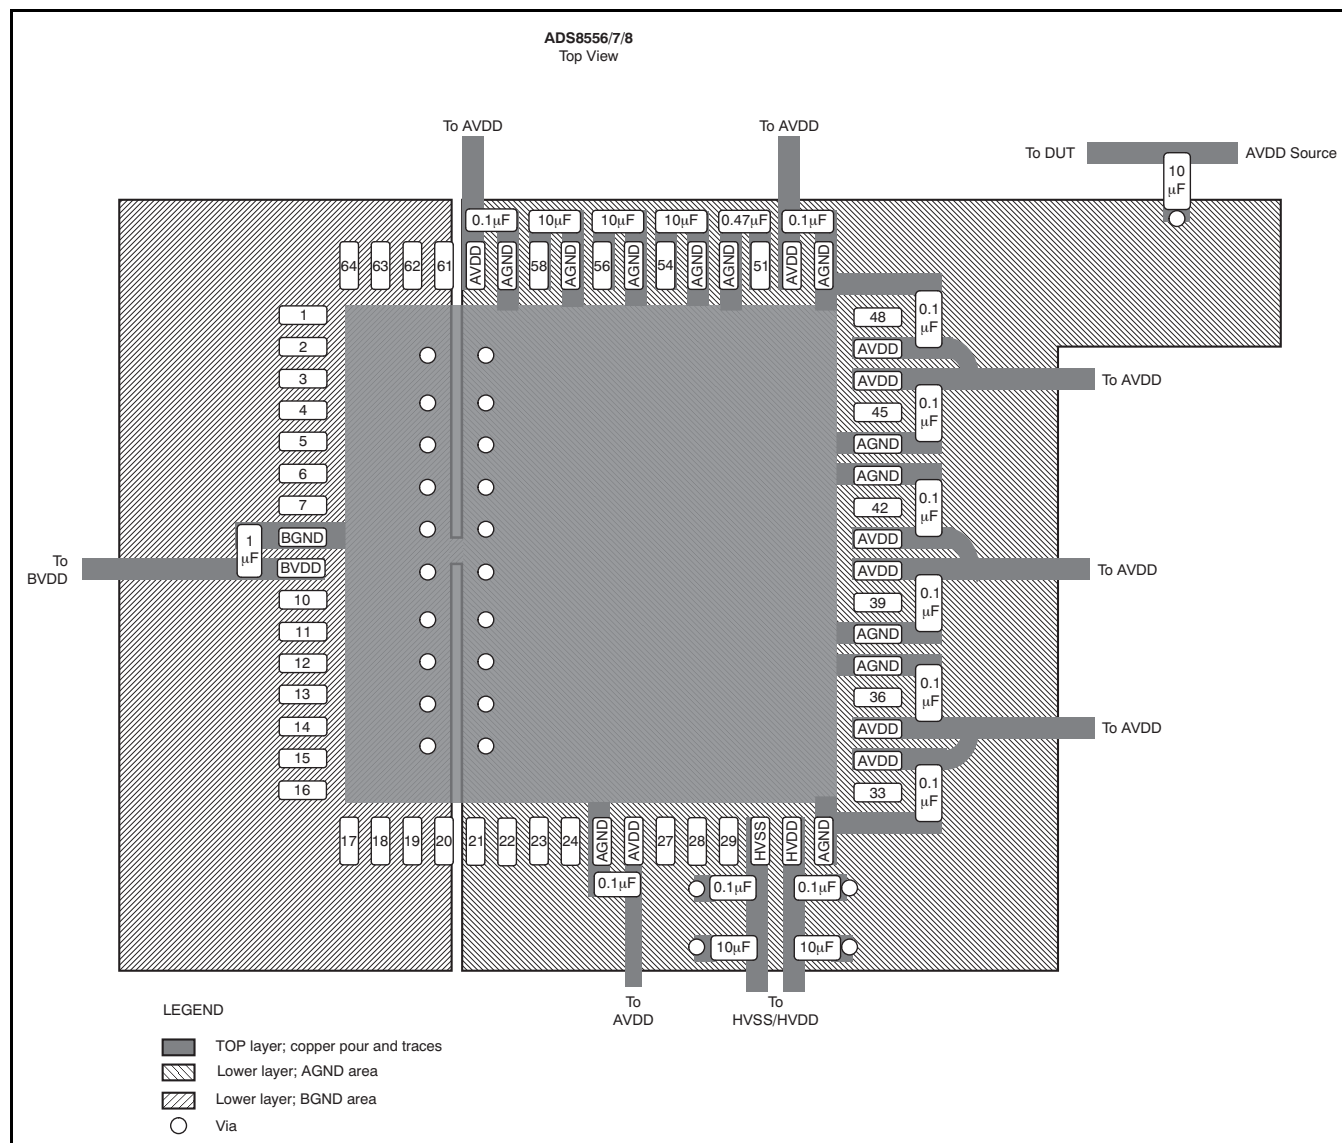 ADS8556/7/8
Top View
To AVDD
To AVDD
To DUT
AVDD Source
10
µF
0.1µF
10µF
10µF
10µF
0.47µF
0.1µF
64
63
62
61
AVDD
AGND
58
AGND
56
AGND
54
AGND
AGND
51
AVDD
AGND
1
2
3
4
5
6
7
BGND
BVDD
10
11
12
13
14
15
16
1
µF
To
BVDD
48
AVDD
AVDD
45
AGND
AGND
42
AVDD
AVDD
39
AGND
AGND
36
AVDD
AVDD
33
0.1
µF
To AVDD
0.1
µF
0.1
µF
To AVDD
0.1
µF
0.1
µF
To AVDD
0.1
µF
17
18
19
20
21
22
23
24
AGND
AVDD
27
28
29
HVSS
HVDD
AGND
0.1µF
0.1µF
0.1µF
10µF
10µF
To
AVDD
To
HVSS/HVDD
LEGEND
TOP layer; copper pour and traces
Lower layer; AGND area
Lower layer; BGND area
Via